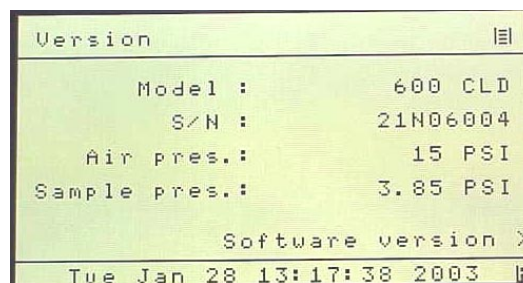 Version
Model : 600 CLD
S/N : 21N06004
Air pres.: 15 PSI
Sample pres.: 3.85 PSI
Software version >
Tue Jan 28 13:17:38 2003